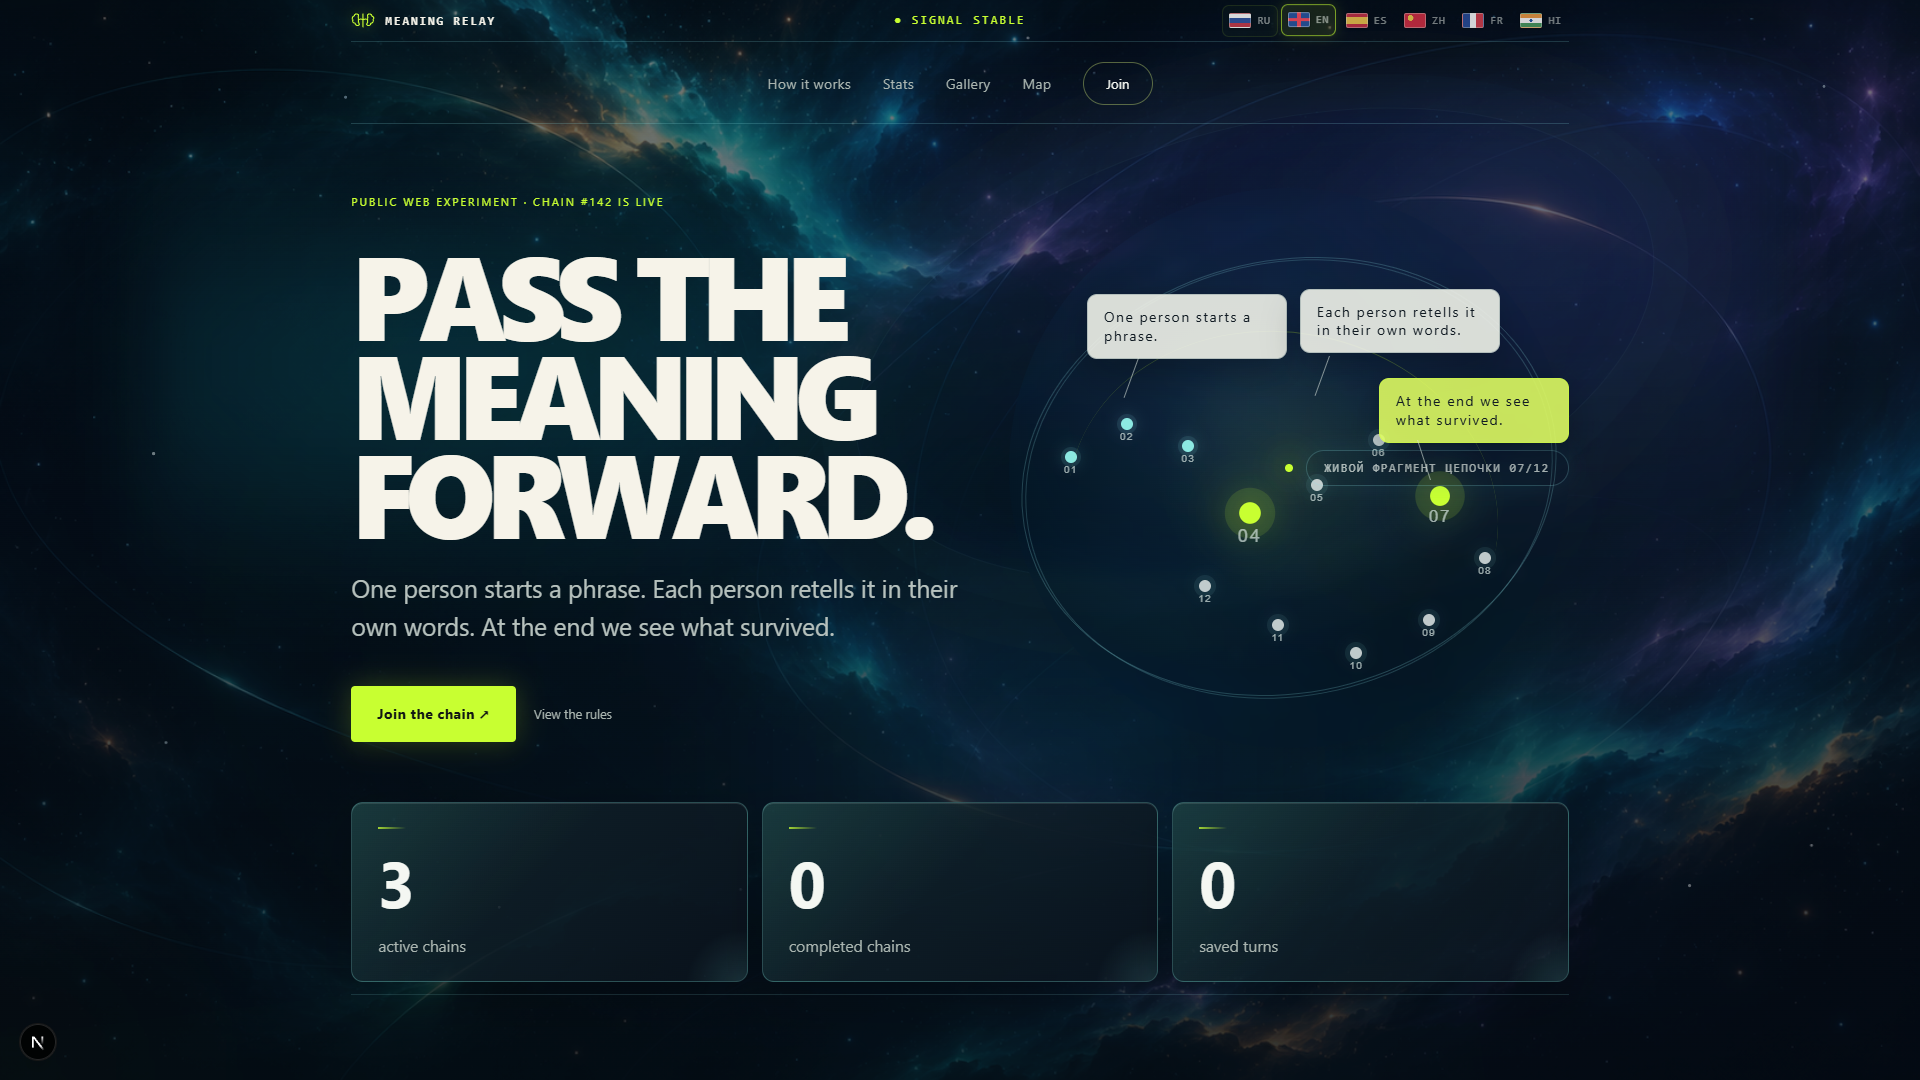 MEANING RELAY
SIGNAL STABLE
RU
EN
ES
ZH
FR
HI
How it works
Stats
Gallery
Map
Join
PUBLIC WEB EXPERIMENT · CHAIN #142 IS LIVE
PASS THE
MEANING
FORWARD.
One person starts a phrase. Each person retells it in their
own words. At the end we see what survived.
Join the chain ↗
View the rules
One person starts a
phrase.
Each person retells it
in their own words.
At the end we see
what survived.
ЖИВОЙ ФРАГМЕНТ ЦЕПОЧКИ 07/12
01
02
03
04
05
06
07
08
09
10
11
12
3
active chains
0
completed chains
0
saved turns
N